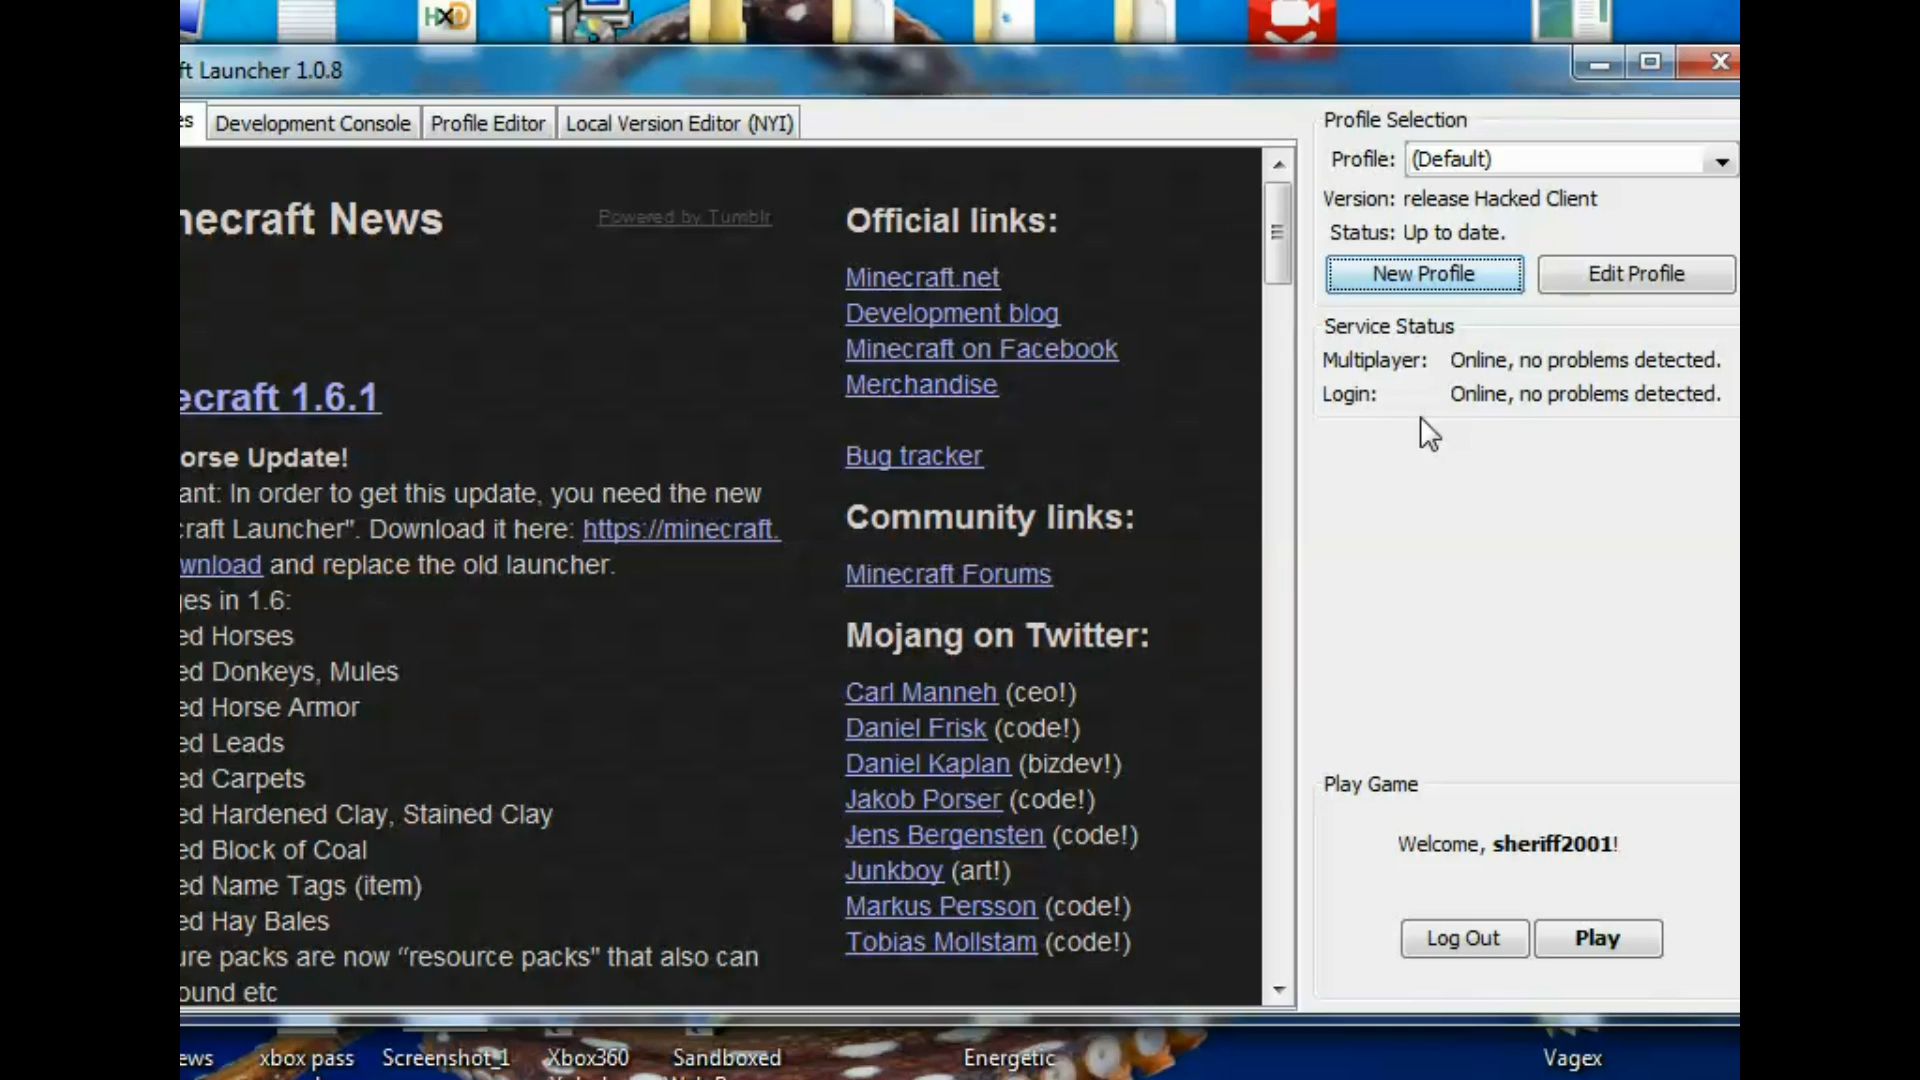 HXD
ft Launcher 1.0.8
es
Development Console
Profile Editor
Local Version Editor (NYI)
necraft News
Powered by Tumblr
ecraft 1.6.1
orse Update!
ant: In order to get this update, you need the new
craft Launcher". Download it here: https://minecraft.
wnload and replace the old launcher.
ges in 1.6:
ed Horses
ed Donkeys, Mules
ed Horse Armor
ed Leads
ed Carpets
ed Hardened Clay, Stained Clay
ed Block of Coal
ed Name Tags (item)
ed Hay Bales
ure packs are now “resource packs" that also can
ound etc
Official links:
Minecraft.net
Development blog
Minecraft on Facebook
Merchandise
Bug tracker
Community links:
Minecraft Forums
Mojang on Twitter:
Carl Manneh (ceo!)
Daniel Frisk (code!)
Daniel Kaplan (bizdev!)
Jakob Porser (code!)
Jens Bergensten (code!)
Junkboy (art!)
Markus Persson (code!)
Tobias Mollstam (code!)
Profile Selection
Profile: (Default)
Version: release Hacked Client
Status: Up to date.
New Profile
Edit Profile
Service Status
Multiplayer: Online, no problems detected.
Login: Online, no problems detected.
Play Game
Welcome, sheriff2001!
Log Out
Play
ews
xbox pass
Screenshot_1
Xbox360
Sandboxed
Energetic
Vagex